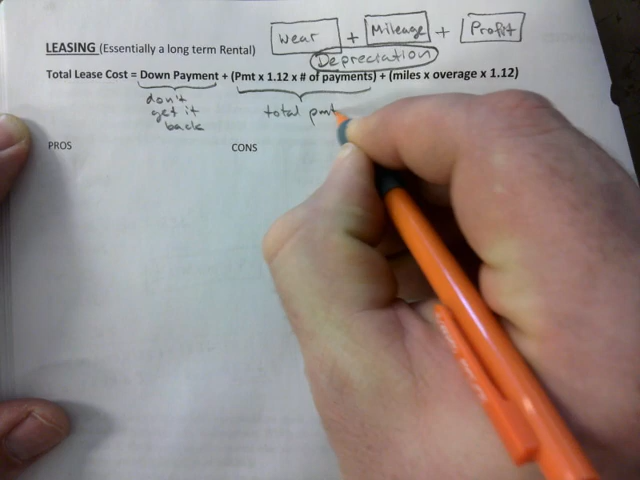 Wear + Mileage + Profit
LEASING (Essentially a long term Rental)
Depreciation
Total Lease Cost = Down Payment + (Pmt x 1.12 x # of payments) + (miles x overage x 1.12)
don't
get it
back
total pmt
PROS CONS